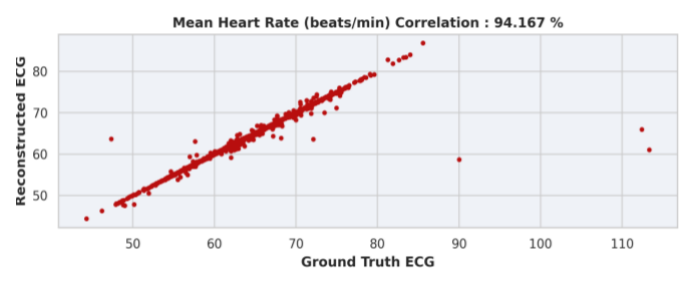 Mean Heart Rate (beats/min) Correlation : 94.167 %
Reconstructed ECG
80
70
60
50
50 60 70 80 90 100 110
Ground Truth ECG